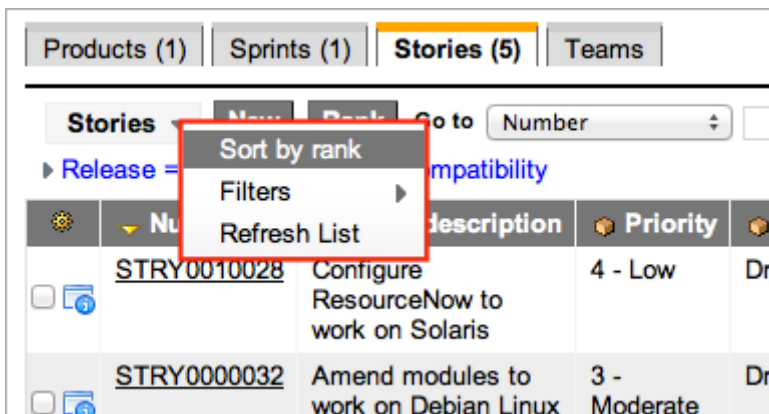 Products (1) Sprints (1) Stories (5) Teams
Stories Go to Number
Sort by rank
Release = mpatibility
Filters
Refresh List
description Priority
STRY0010028 Configure 4 - Low
ResourceNow to
work on Solaris
STRY0000032 Amend modules to 3 -
work on Debian Linux Moderate